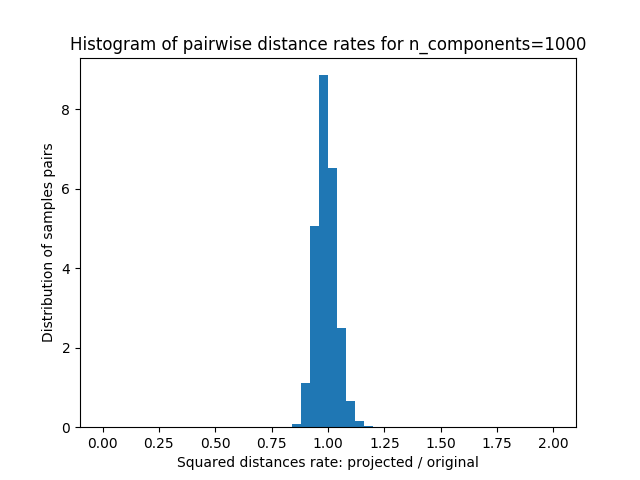 Histogram of pairwise distance rates for n_components=1000
Distribution of samples pairs
8
6
4
2
0
0.00 0.25 0.50 0.75 1.00 1.25 1.50 1.75 2.00
Squared distances rate: projected / original